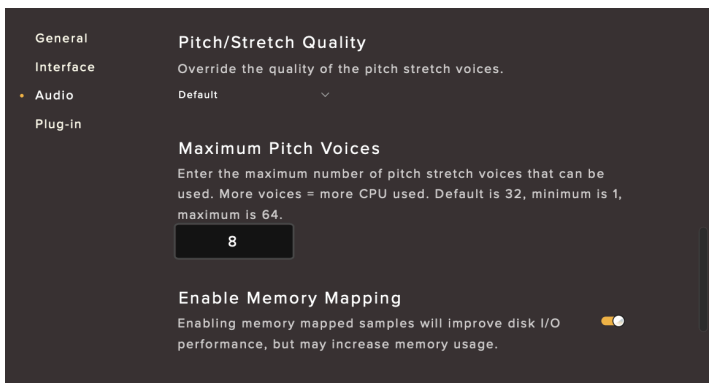 General
Interface
Audio
Plug-in
Pitch/Stretch Quality
Override the quality of the pitch stretch voices.
Default
Maximum Pitch Voices
Enter the maximum number of pitch stretch voices that can be
used. More voices = more CPU used. Default is 32, minimum is 1,
maximum is 64.
8
Enable Memory Mapping
Enabling memory mapped samples will improve disk I/O
performance, but may increase memory usage.